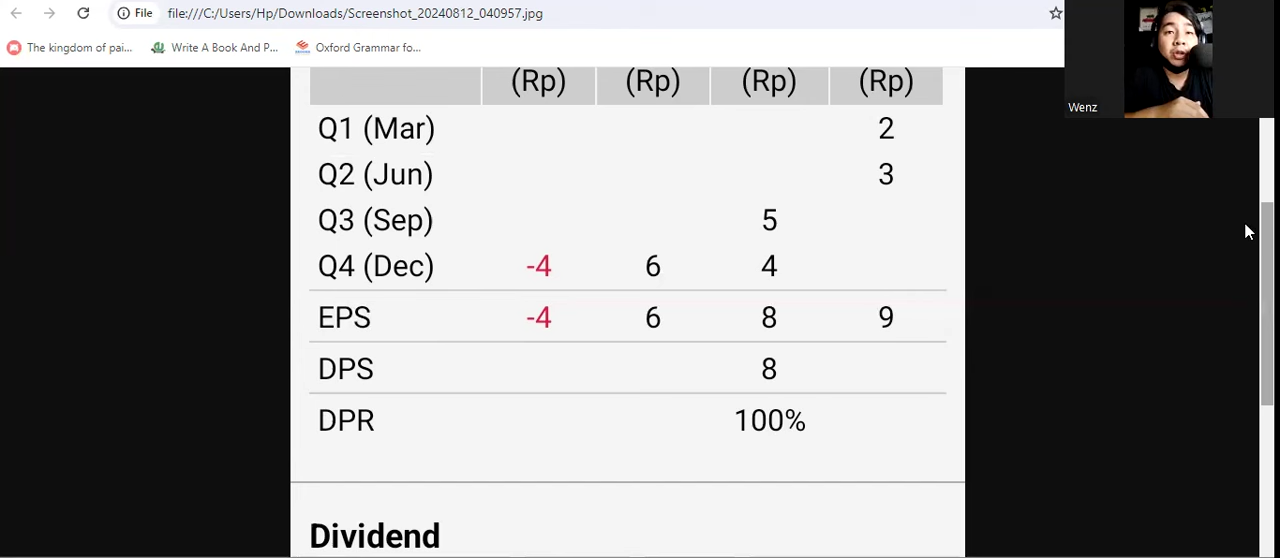 File file:///C:/Users/Hp/Downloads/Screenshot_20240812_040957.jpg
The kingdom of pai... Write A Book And P... Oxford Grammar fo...
Wenz
(Rp) (Rp) (Rp) (Rp)
Q1 (Mar) 2
Q2 (Jun) 3
Q3 (Sep) 5
Q4 (Dec) -4 6 4
EPS -4 6 8 9
DPS 8
DPR 100%
Dividend